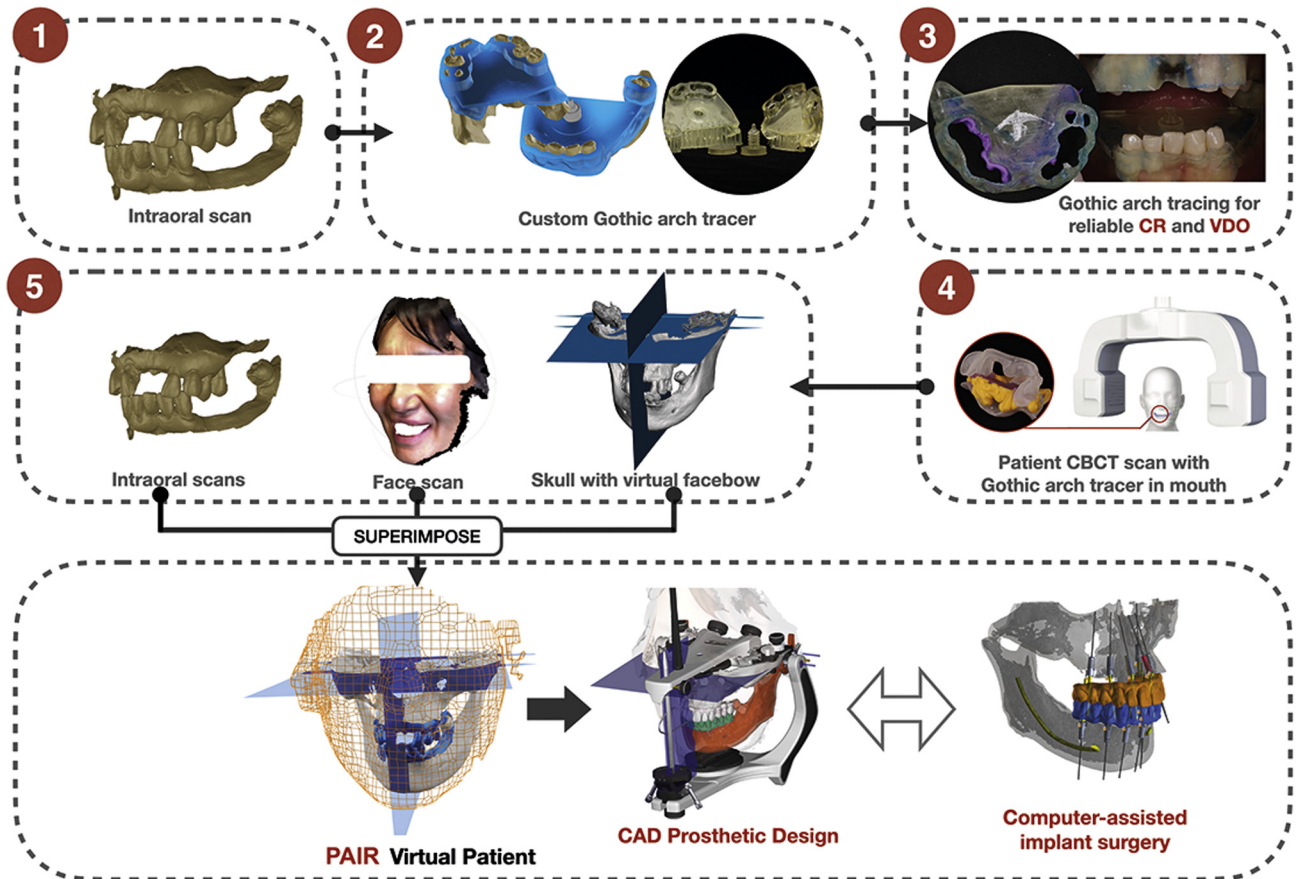 1
Intraoral scan
2
Custom Gothic arch tracer
3
Gothic arch tracing for
reliable CR and VDO
5
Intraoral scans
Face scan
Skull with virtual facebow
4
Patient CBCT scan with
Gothic arch tracer in mouth
SUPERIMPOSE
PAIR Virtual Patient
CAD Prosthetic Design
Computer-assisted
implant surgery